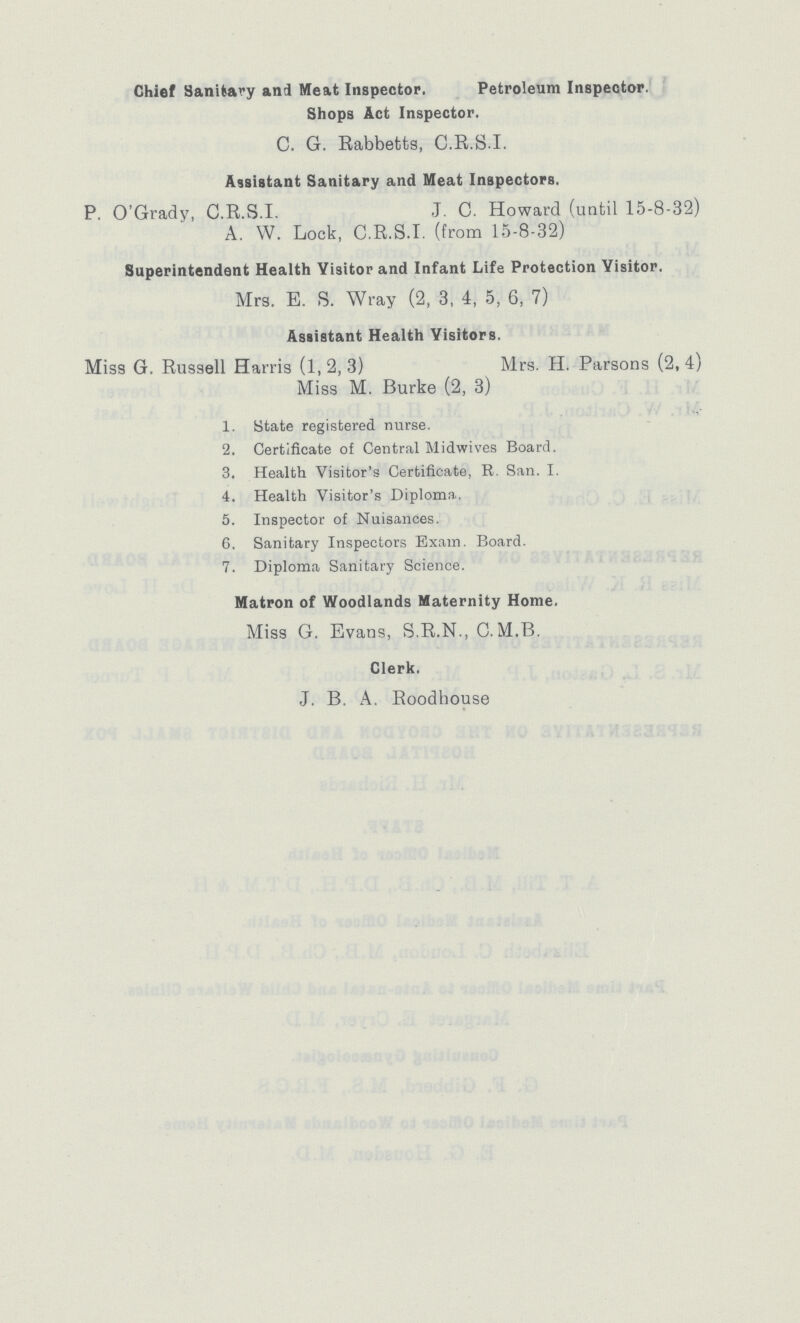 Chief Sanitary and Meat Inspector. Petroleum Inspector.
Shops Act Inspector.
C. G. Rabbetts, C.R.S.I.
Assistant Sanitary and Meat Inspectors.
P. O'Grady, C.R.S.I. J. C. Howard (until 15-8-32)
A. W. Lock, C.R.S.I. (from 15-8-32)
Superintendent Health Visitor and Infant Life Protection Visitor.
Mrs. E. S. Wray (2, 3, 4, 5, 6, 7)
Assistant Health Visitors.
Miss G. Russell Harris (1, 2, 3) Mrs. H. Parsons (2, 4)
Miss M. Burke (2, 3)
1. State registered nurse.
2. Certificate of Central Midwives Board.
3. Health Visitor's Certificate, R. San. I.
4. Health Visitor's Diploma.
5. Inspector of Nuisances.
6. Sanitary Inspectors Exam. Board.
7. Diploma Sanitary Science.
Matron of Woodlands Maternity Home.
Miss G. Evans, S.R.N., C.M.B.
Clerk.
J. B. A. Roodhouse